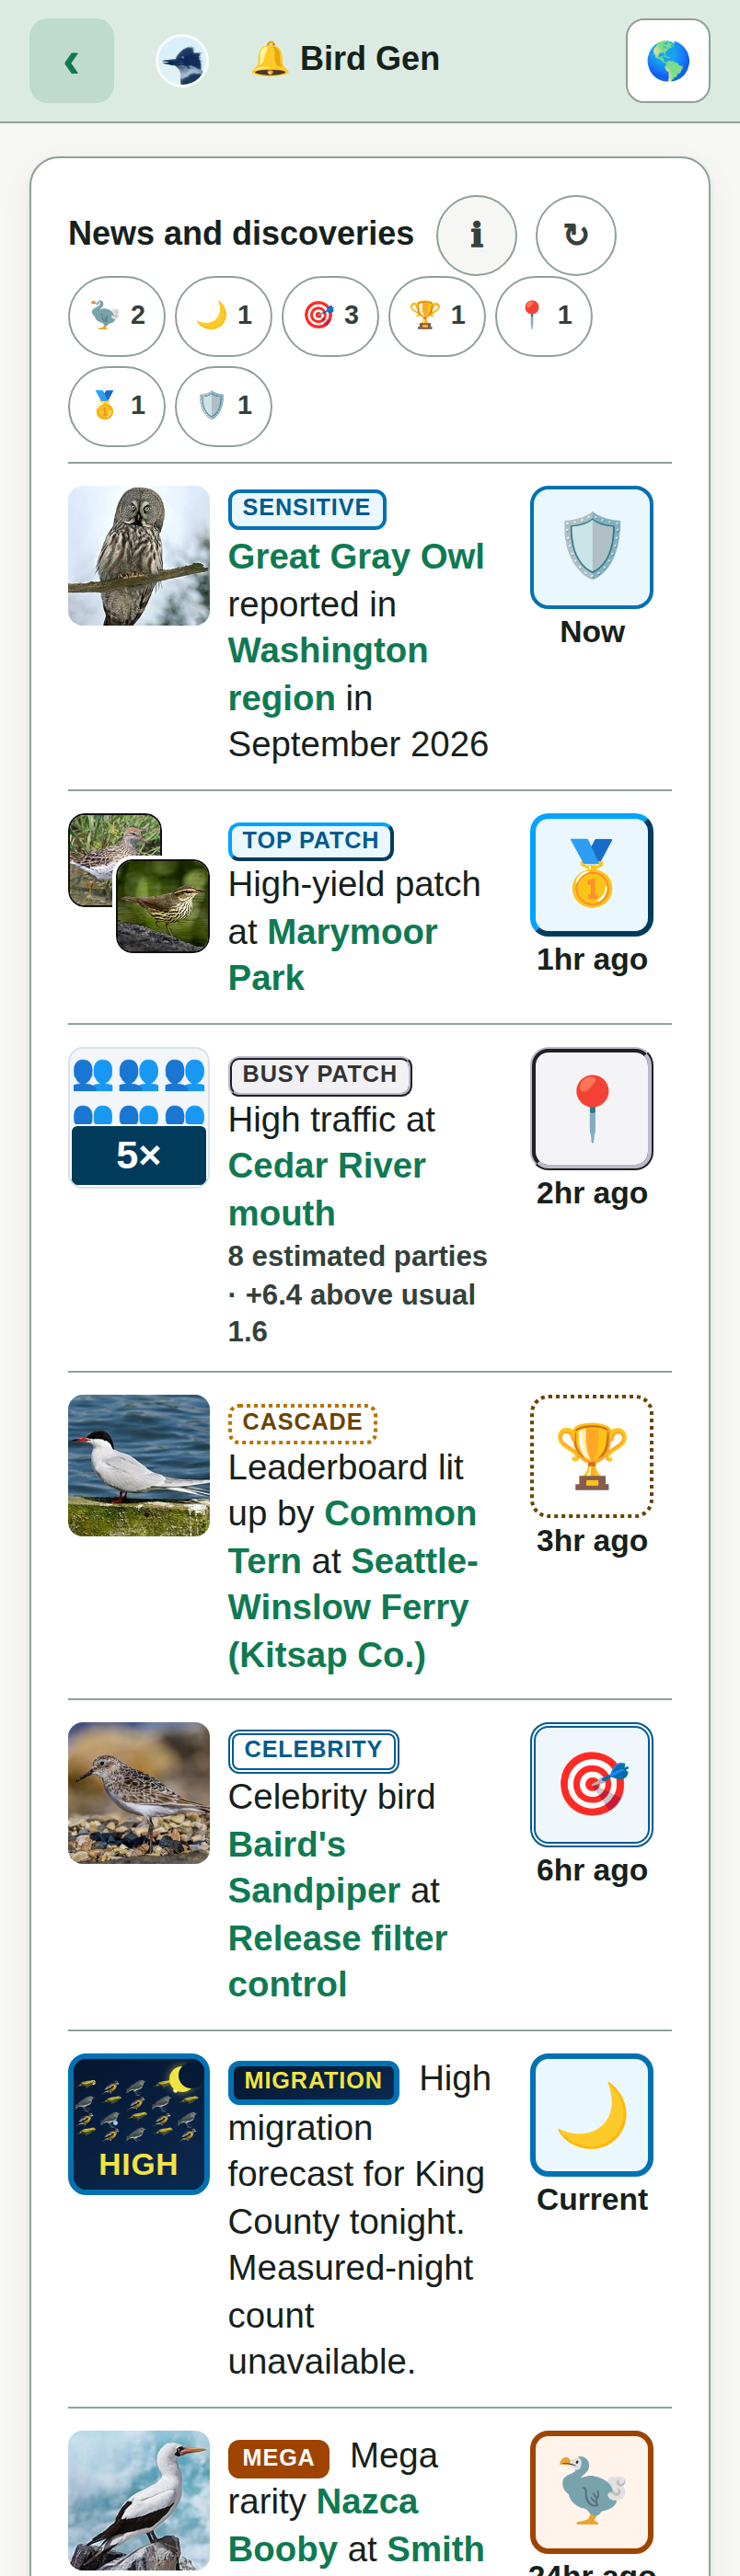 ‹ 🔔 Bird Gen 🌎
News and discoveries ℹ ↻
🦤 2 🌙 1 🎯 3 🏆 1 📍 1
🥇 1 🛡️ 1
SENSITIVE
Great Gray Owl
reported in
Washington
region in
September 2026
Now
TOP PATCH
High-yield patch
at Marymoor
Park
1hr ago
5×
BUSY PATCH
High traffic at
Cedar River
mouth
8 estimated parties
· +6.4 above usual
1.6
2hr ago
CASCADE
Leaderboard lit
up by Common
Tern at Seattle-
Winslow Ferry
(Kitsap Co.)
3hr ago
CELEBRITY
Celebrity bird
Baird's
Sandpiper at
Release filter
control
6hr ago
HIGH
MIGRATION High
migration
forecast for King
County tonight.
Measured-night
count
unavailable.
Current
MEGA Mega
rarity Nazca
Booby at Smith
24hr ago